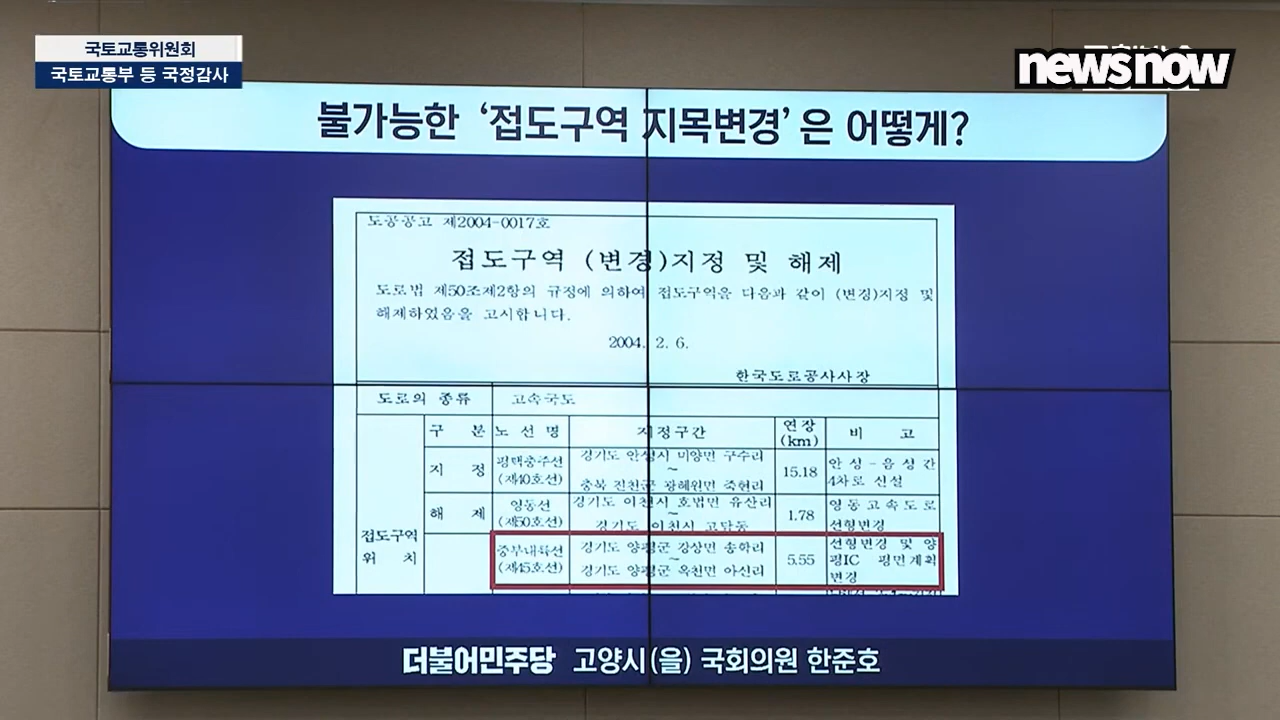 국토교통위원회
국토교통부 등 국정감사
newsnow
불가능한 ‘접도구역 지목변경’은 어떻게?
도공공고 제2004-0017호
접도구역 (변경)지정 및 해제
도로법 제50조제2항의 규정에 의하여 접도구역을 다음과 같이 (변경)지정 및
해제하였음을 고시합니다.
2004. 2. 6.
한국도로공사사장
도로의 종류 고속국도
구 분 노 선 명 지정구간 연장(km) 비 고
접도구역 위 치
지 정 평택충주선 (제40호선) 경기도 안성시 미양면 구수리 ~ 충북 진천군 광혜원면 죽현리 15.18 안성-음성간 4차로 신설
해 제 영동선 (제50호선) 경기도 이천시 호법면 유산리 ~ 경기도 이천시 고담동 1.78 영동고속도로 선형변경
중부내륙선 (제45호선) 경기도 양평군 강상면 송학리 ~ 경기도 양평군 옥천면 아신리 5.55 선형변경 및 양평IC 평면계획 변경
더불어민주당 고양시(을) 국회의원 한준호